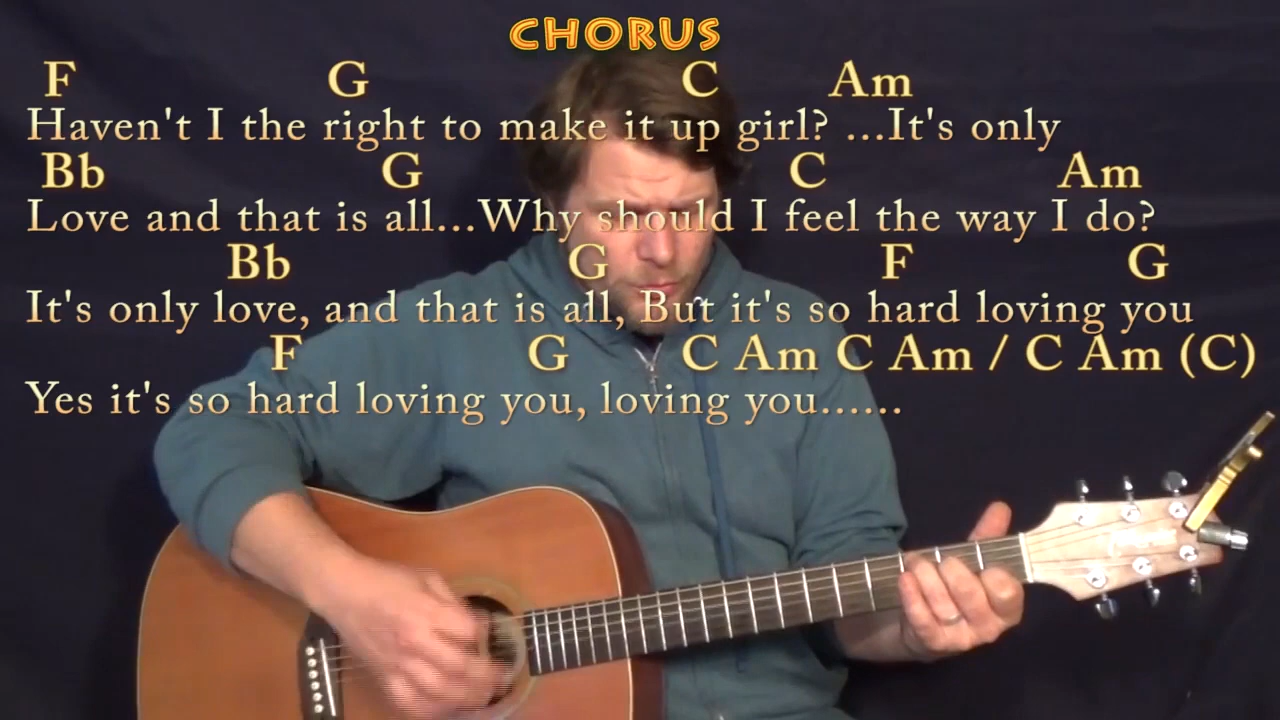 CHORUS
F G C Am
Haven't I the right to make it up girl? ...It's only
Bb G C Am
Love and that is all...Why should I feel the way I do?
Bb G F G
It's only love, and that is all, But it's so hard loving you
F G C Am C Am / C Am (C)
Yes it's so hard loving you, loving you......